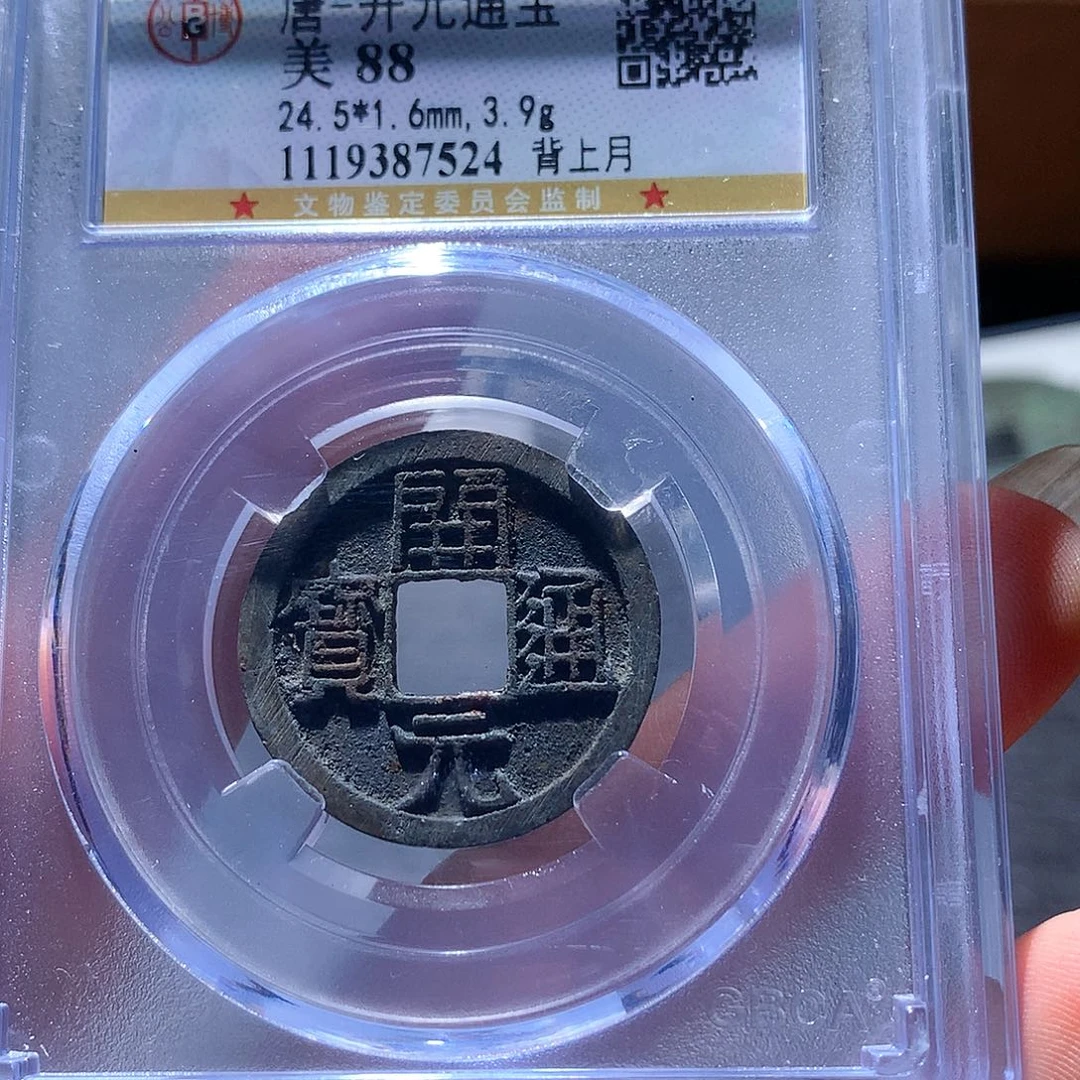 唐-开元通宝
美 88
24.5*1.6mm, 3.9g
1119387524 背上月
★ 文物鉴定委员会监制 ★
開
寶 通
元
GBCA